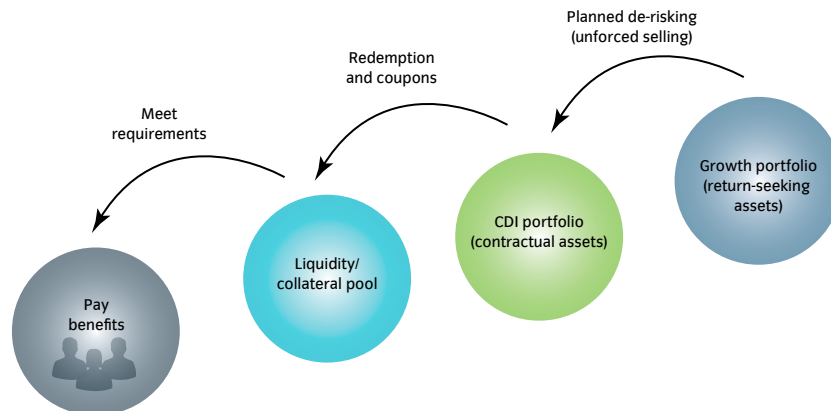 Planned de-risking
(unforced selling)
Redemption
and coupons
Meet
requirements
Growth portfolio
(return-seeking
assets)
CDI portfolio
(contractual assets)
Liquidity/
collateral pool
Pay
benefits